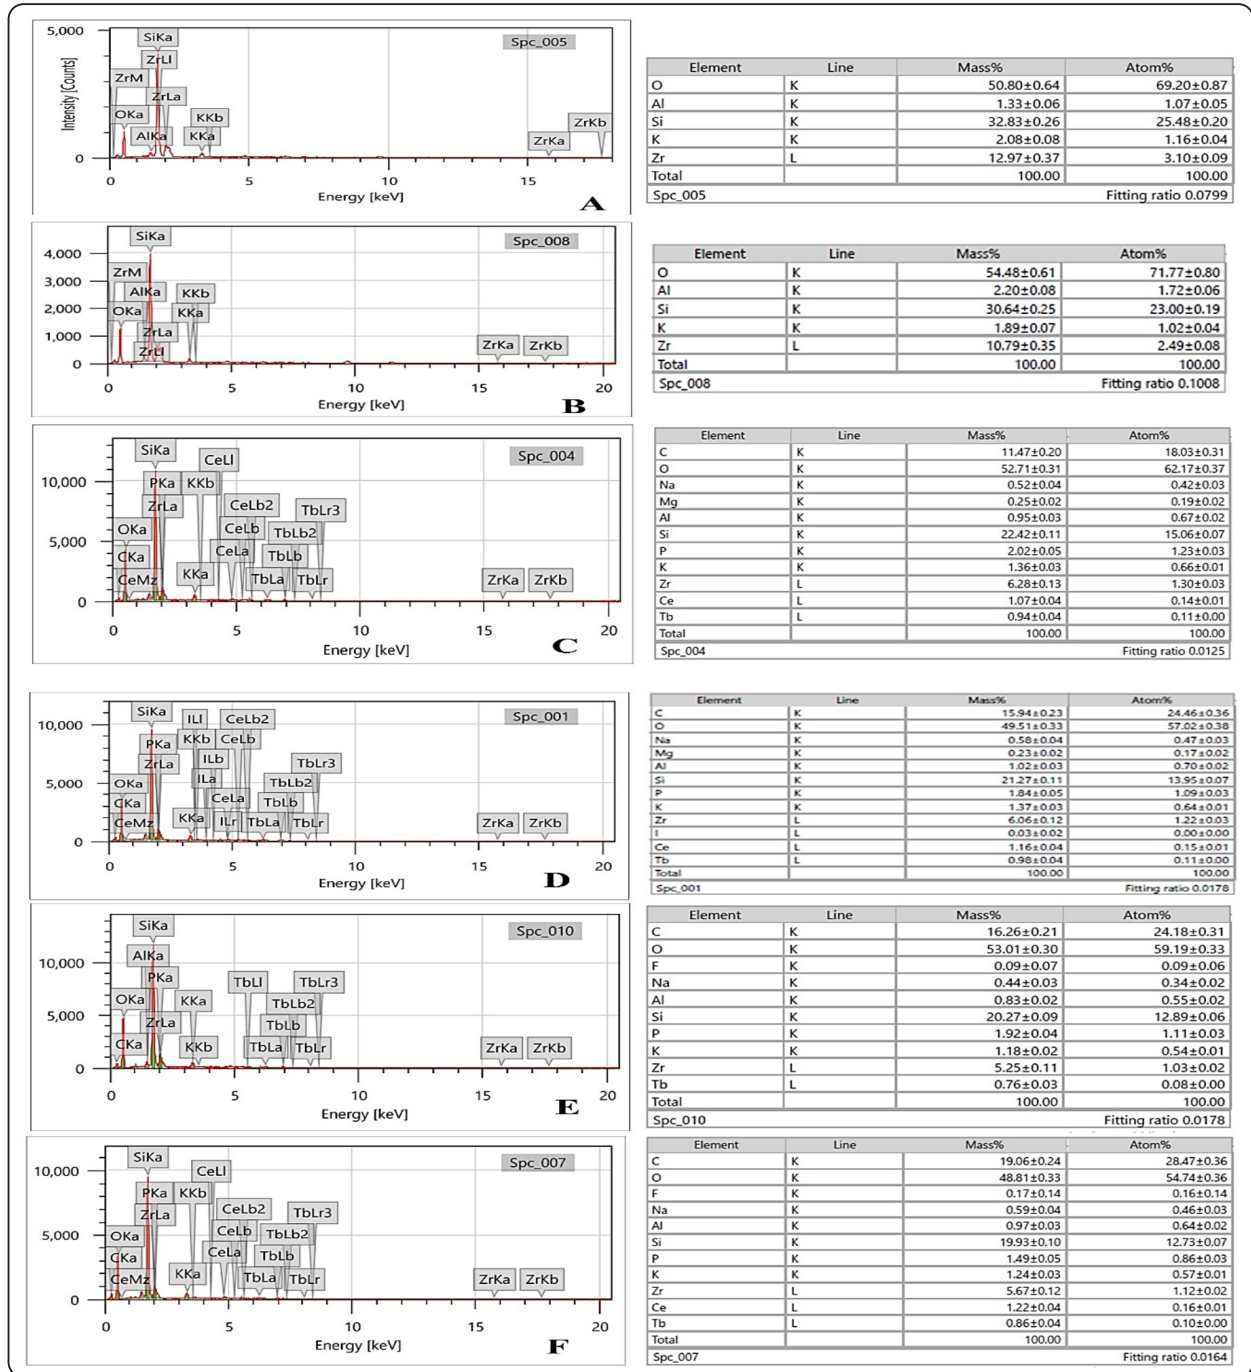 5,000
SiKa
Spc_005
ZrLl
ZrM
ZrLa
OKa
AlKa
KKb
KKa
ZrKa
ZrKb
0
Intensity [Counts]
0 5 10 15
Energy [keV]
A
Element Line Mass% Atom%
O K 50.80±0.64 69.20±0.87
Al K 1.33±0.06 1.07±0.05
Si K 32.83±0.26 25.48±0.20
K K 2.08±0.08 1.16±0.04
Zr L 12.97±0.37 3.10±0.09
Total 100.00 100.00
Spc_005 Fitting ratio 0.0799
SiKa
Spc_008
4,000
3,000
2,000
1,000
0
ZrM
AlKa
KKb
OKa
KKa
ZrLa
ZrLl
ZrKa
ZrKb
0 5 10 15 20
Energy [keV]
B
Element Line Mass% Atom%
O K 54.48±0.61 71.77±0.80
Al K 2.20±0.08 1.72±0.06
Si K 30.64±0.25 23.00±0.19
K K 1.89±0.07 1.02±0.04
Zr L 10.79±0.35 2.49±0.08
Total 100.00 100.00
Spc_008 Fitting ratio 0.1008
SiKa
CeLl
Spc_004
10,000
5,000
0
PKa
KKb
ZrLa
CeLb2
TbLr3
OKa
CeLb
TbLb2
CKa
CeLa
TbLb
CeMz
KKa
TbLa
TbLr
ZrKa
ZrKb
0 5 10 15 20
Energy [keV]
C
Element Line Mass% Atom%
C K 11.47±0.20 18.03±0.31
O K 52.71±0.31 62.17±0.37
Na K 0.52±0.04 0.42±0.03
Mg K 0.25±0.02 0.19±0.02
Al K 0.95±0.03 0.67±0.02
Si K 22.42±0.11 15.06±0.07
P K 2.02±0.05 1.23±0.03
K K 1.36±0.03 0.66±0.01
Zr L 6.28±0.13 1.30±0.03
Ce L 1.07±0.04 0.14±0.01
Tb L 0.94±0.04 0.11±0.00
Total 100.00 100.00
Spc_004 Fitting ratio 0.0125
SiKa
ILl
CeLb2
Spc_001
10,000
5,000
0
PKa
KKb
CeLb
ZrLa
ILb
TbLr3
OKa
ILa
TbLb2
CKa
CeLa
TbLb
CeMz
KKa
ILr
TbLa
TbLr
ZrKa
ZrKb
0 5 10 15 20
Energy [keV]
D
Element Line Mass% Atom%
C K 15.94±0.23 24.46±0.36
O K 49.51±0.33 57.02±0.38
Na K 0.58±0.04 0.47±0.03
Mg K 0.23±0.02 0.17±0.02
Al K 1.02±0.03 0.70±0.02
Si K 21.27±0.11 13.95±0.07
P K 1.84±0.05 1.09±0.03
K K 1.37±0.03 0.64±0.01
Zr L 6.06±0.12 1.22±0.03
I L 0.03±0.02 0.00±0.00
Ce L 1.16±0.04 0.15±0.01
Tb L 0.98±0.04 0.11±0.00
Total 100.00 100.00
Spc_001 Fitting ratio 0.0178
SiKa
Spc_010
10,000
5,000
0
AlKa
PKa
TbLl
TbLr3
OKa
KKa
TbLb2
ZrLa
TbLb
CKa
KKb
TbLa
TbLr
ZrKa
ZrKb
0 5 10 15 20
Energy [keV]
E
Element Line Mass% Atom%
C K 16.26±0.21 24.18±0.31
O K 53.01±0.30 59.19±0.33
F K 0.09±0.07 0.09±0.06
Na K 0.44±0.03 0.34±0.02
Al K 0.83±0.02 0.55±0.02
Si K 20.27±0.09 12.89±0.06
P K 1.92±0.04 1.11±0.03
K K 1.18±0.02 0.54±0.01
Zr L 5.25±0.11 1.03±0.02
Tb L 0.76±0.03 0.08±0.00
Total 100.00 100.00
Spc_010 Fitting ratio 0.0178
SiKa
CeLl
Spc_007
10,000
5,000
0
PKa
KKb
ZrLa
CeLb2
TbLr3
OKa
CeLb
TbLb2
CKa
CeLa
TbLb
CeMz
KKa
TbLa
TbLr
ZrKa
ZrKb
0 5 10 15 20
Energy [keV]
F
Element Line Mass% Atom%
C K 19.06±0.24 28.47±0.36
O K 48.81±0.33 54.74±0.36
F K 0.17±0.14 0.16±0.14
Na K 0.59±0.04 0.46±0.03
Al K 0.97±0.03 0.64±0.02
Si K 19.93±0.10 12.73±0.07
P K 1.49±0.05 0.86±0.03
K K 1.24±0.03 0.57±0.01
Zr L 5.67±0.12 1.12±0.02
Ce L 1.22±0.04 0.16±0.01
Tb L 0.86±0.04 0.10±0.00
Total 100.00 100.00
Spc_007 Fitting ratio 0.0164